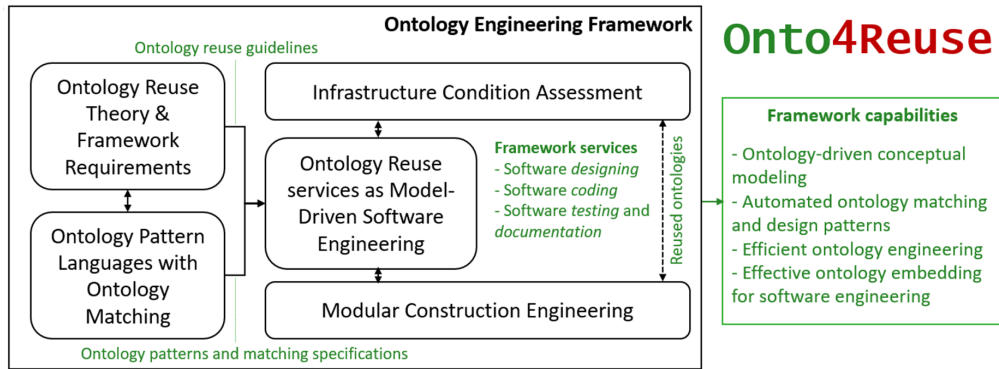 Ontology Engineering Framework
Onto4Reuse
Ontology reuse guidelines
Ontology Reuse
Theory &
Framework
Requirements
Ontology Pattern
Languages with
Ontology
Matching
Ontology patterns and matching specifications
Infrastructure Condition Assessment
Ontology Reuse
services as Model-
Driven Software
Engineering
Framework services
- Software designing
- Software coding
- Software testing and
documentation
Reused ontologies
Modular Construction Engineering
Framework capabilities
- Ontology-driven conceptual
modeling
- Automated ontology matching
and design patterns
- Efficient ontology engineering
- Effective ontology embedding
for software engineering